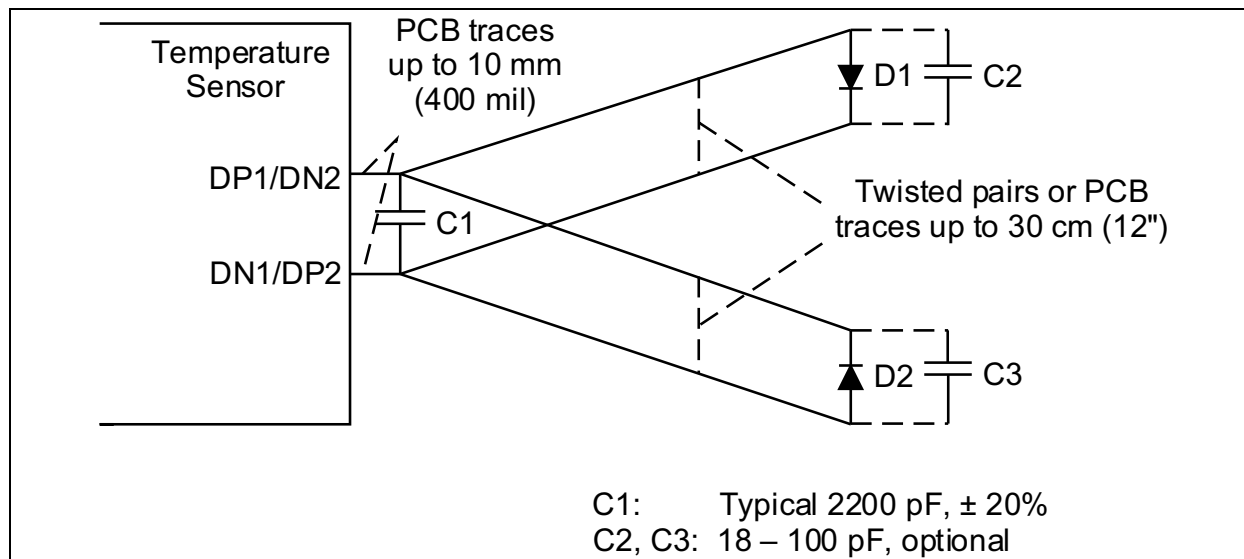 Temperature
Sensor
PCB traces
up to 10 mm
(400 mil)
D1
C2
DP1/DN2
C1
Twisted pairs or PCB
traces up to 30 cm (12")
DN1/DP2
D2
C3
C1: Typical 2200 pF, ± 20%
C2, C3: 18 – 100 pF, optional